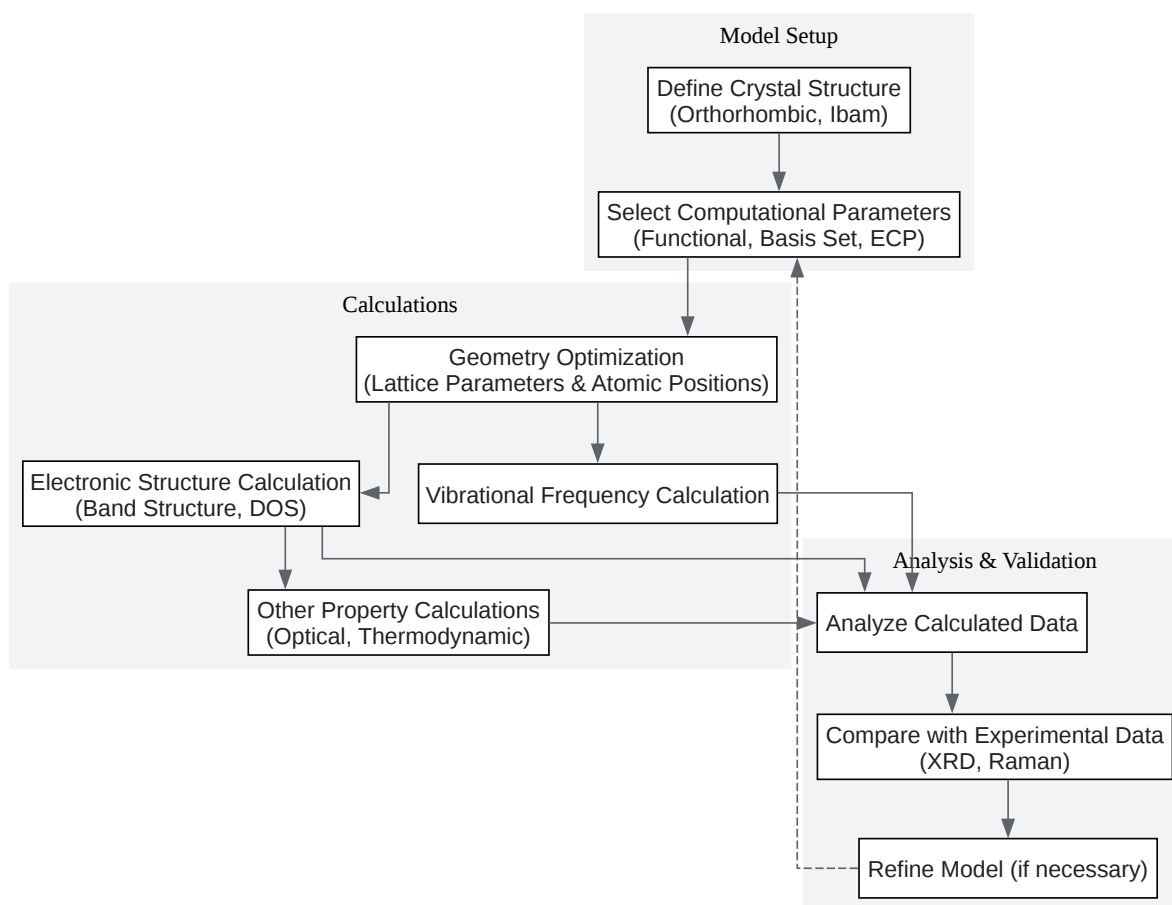 Model Setup
Define Crystal Structure
(Orthorhombic, Ibam)
Select Computational Parameters
(Functional, Basis Set, ECP)
Calculations
Geometry Optimization
(Lattice Parameters & Atomic Positions)
Electronic Structure Calculation
(Band Structure, DOS)
Vibrational Frequency Calculation
Other Property Calculations
(Optical, Thermodynamic)
Analysis & Validation
Analyze Calculated Data
Compare with Experimental Data
(XRD, Raman)
Refine Model (if necessary)